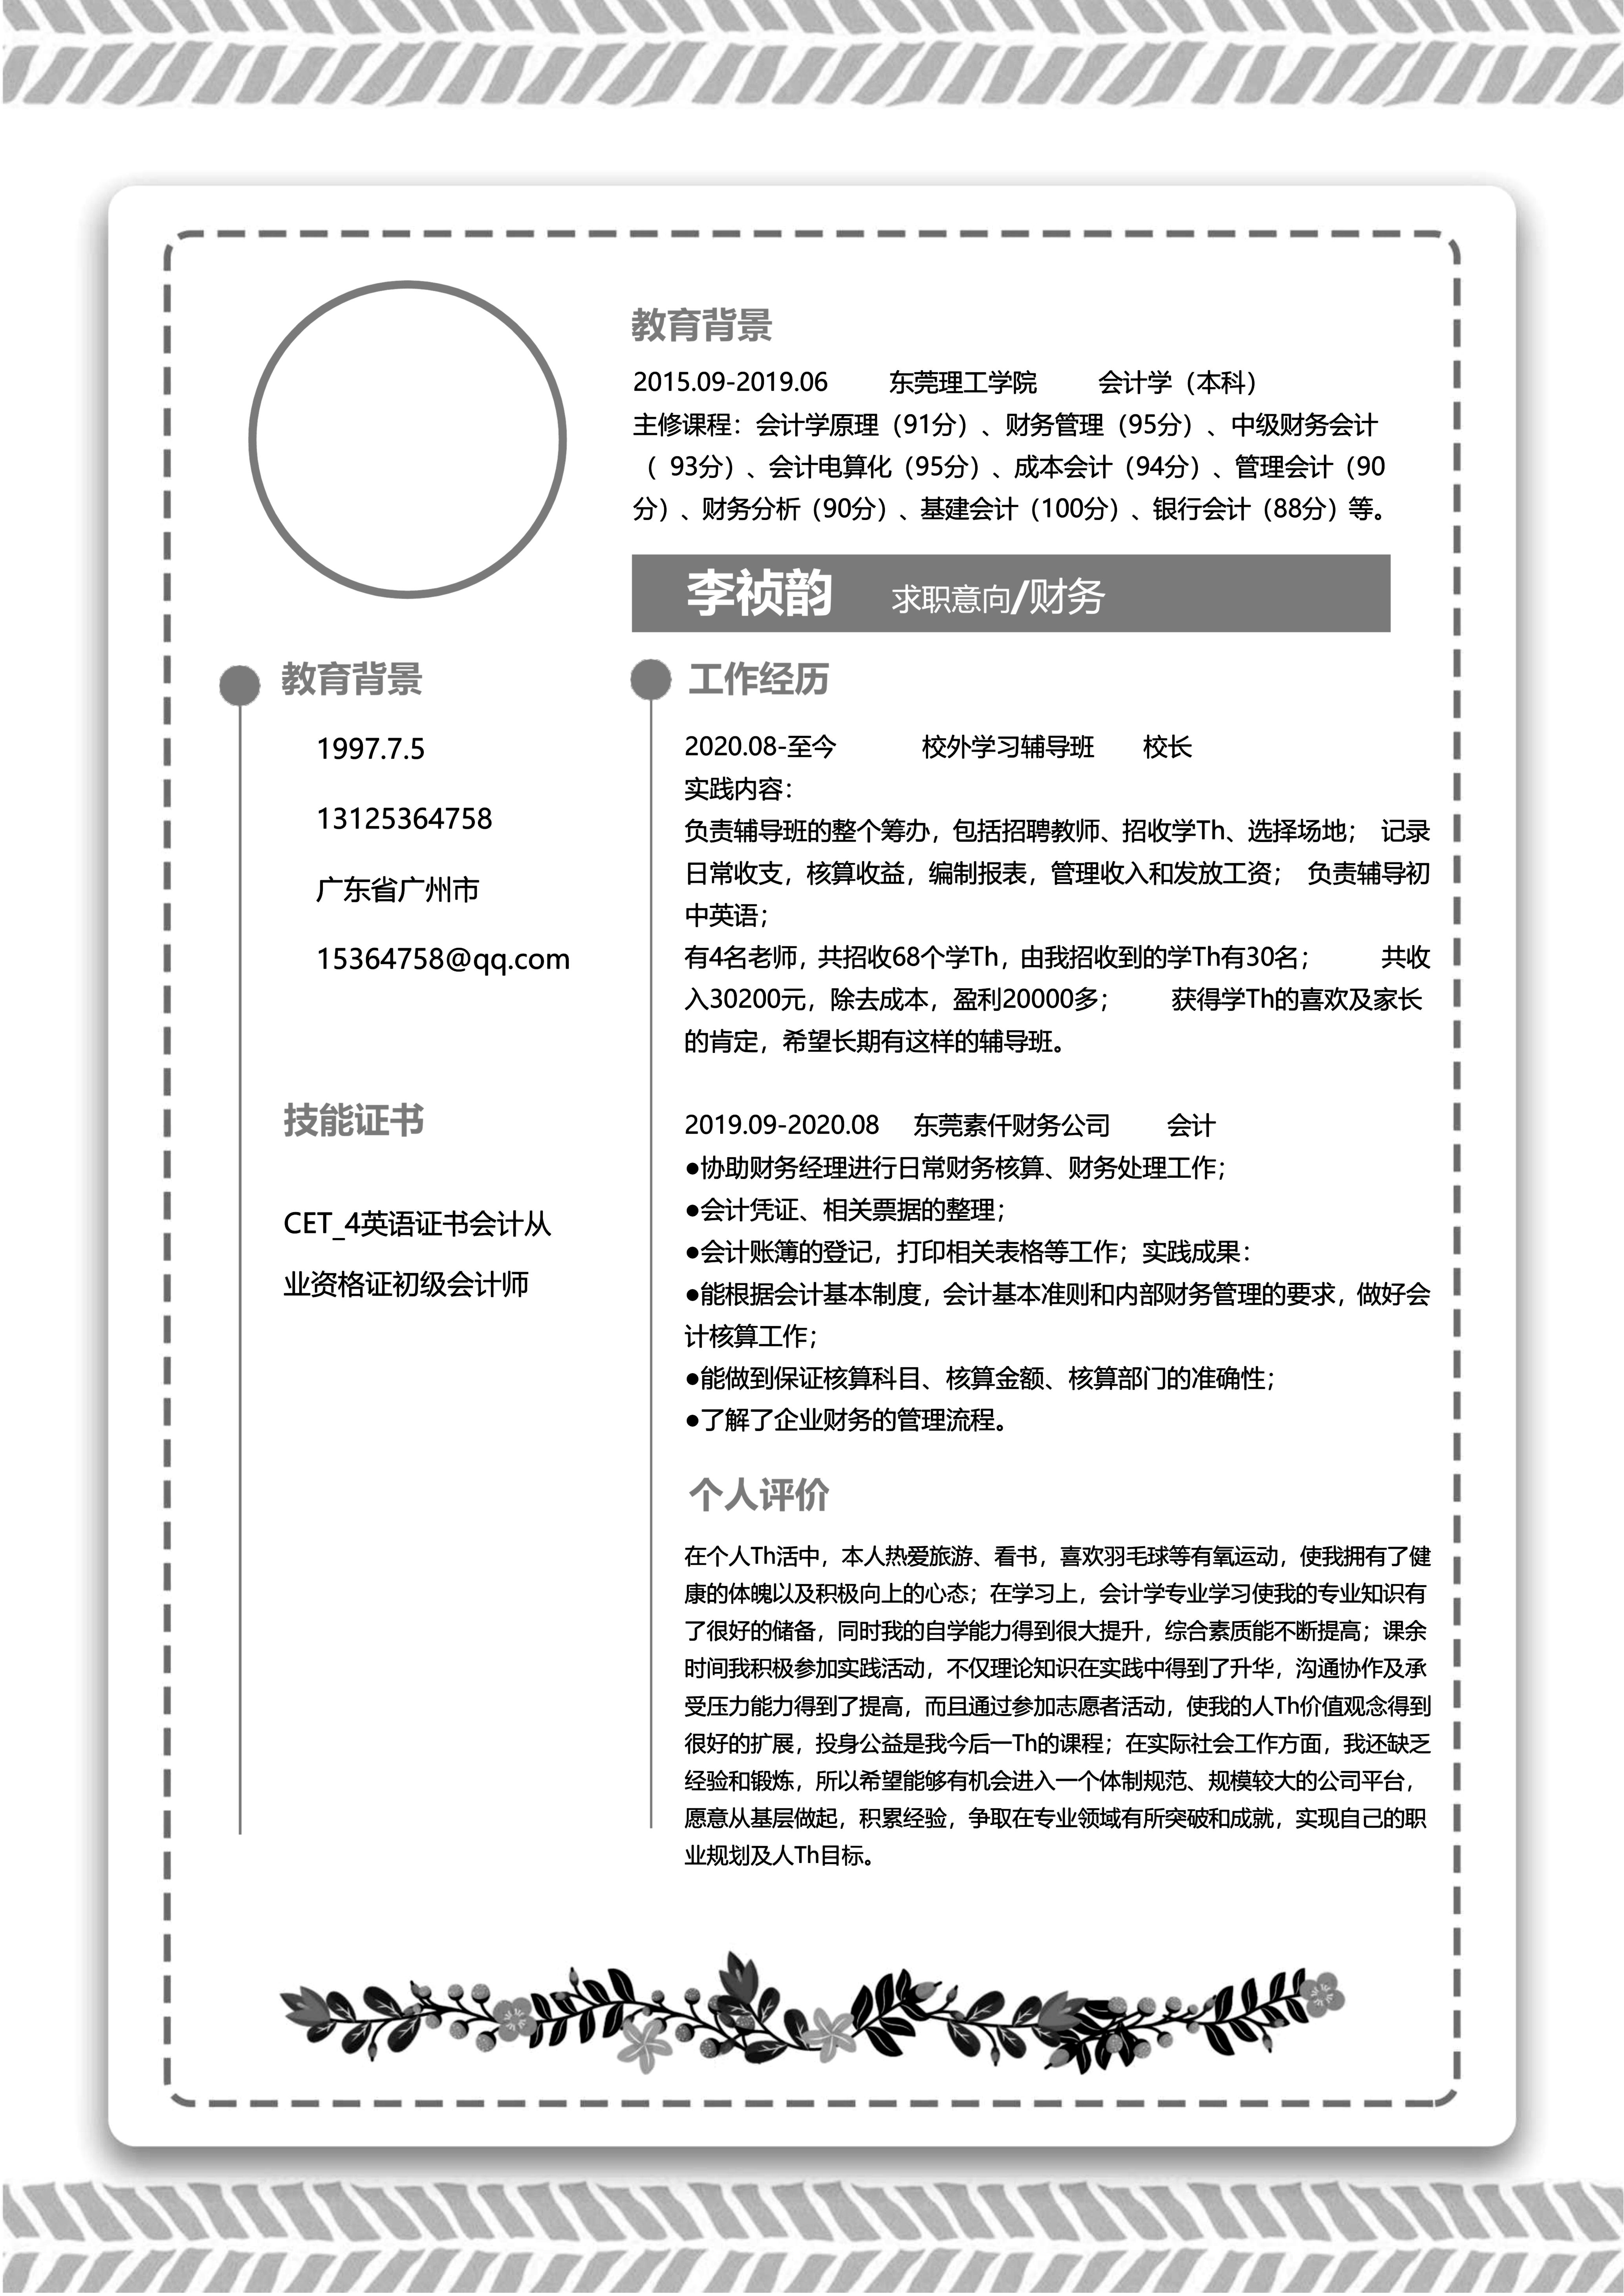 教育背景
2015.09-2019.06 东莞理工学院 会计学（本科）
主修课程：会计学原理（91分）、财务管理（95分）、中级财务会计
（ 93分）、会计电算化（95分）、成本会计（94分）、管理会计（90
分）、财务分析（90分）、基建会计（100分）、银行会计（88分）等。
李祯韵 求职意向/财务
教育背景
1997.7.5
13125364758
广东省广州市
15364758@qq.com
技能证书
CET_4英语证书会计从
业资格证初级会计师
工作经历
2020.08-至今 校外学习辅导班 校长
实践内容：
负责辅导班的整个筹办，包括招聘教师、招收学Th、选择场地； 记录
日常收支，核算收益，编制报表，管理收入和发放工资； 负责辅导初
中英语；
有4名老师，共招收68个学Th，由我招收到的学Th有30名； 共收
入30200元，除去成本，盈利20000多； 获得学Th的喜欢及家长
的肯定，希望长期有这样的辅导班。
2019.09-2020.08 东莞素仟财务公司 会计
●协助财务经理进行日常财务核算、财务处理工作；
●会计凭证、相关票据的整理；
●会计账簿的登记，打印相关表格等工作；实践成果：
●能根据会计基本制度，会计基本准则和内部财务管理的要求，做好会
计核算工作；
●能做到保证核算科目、核算金额、核算部门的准确性；
●了解了企业财务的管理流程。
个人评价
在个人Th活中，本人热爱旅游、看书，喜欢羽毛球等有氧运动，使我拥有了健
康的体魄以及积极向上的心态；在学习上，会计学专业学习使我的专业知识有
了很好的储备，同时我的自学能力得到很大提升，综合素质能不断提高；课余
时间我积极参加实践活动，不仅理论知识在实践中得到了升华，沟通协作及承
受压力能力得到了提高，而且通过参加志愿者活动，使我的人Th价值观念得到
很好的扩展，投身公益是我今后一Th的课程；在实际社会工作方面，我还缺乏
经验和锻炼，所以希望能够有机会进入一个体制规范、规模较大的公司平台，
愿意从基层做起，积累经验，争取在专业领域有所突破和成就，实现自己的职
业规划及人Th目标。